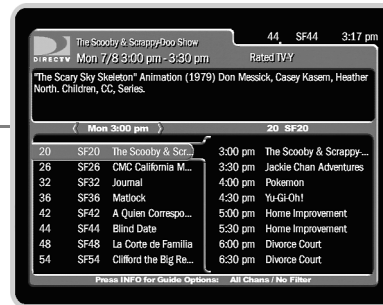 The Scooby & Scrappy-Doo Show
44 SF44 3:17 pm
DIRECTV Mon 7/8 3:00 pm - 3:30 pm Rated TV-Y
"The Scary Sky Skeleton" Animation (1979) Don Messick, Casey Kasem, Heather
North. Children, CC, Series.
Mon 3:00 pm
20 SF20
20 SF20 The Scooby & Scr...
26 SF26 CMC California M...
32 SF32 Journal
36 SF36 Matlock
42 SF42 A Quien Correspo...
44 SF44 Blind Date
48 SF48 La Corte de Familia
54 SF54 Clifford the Big Re...
3:00 pm The Scooby & Scrappy-...
3:30 pm Jackie Chan Adventures
4:00 pm Pokemon
4:30 pm Yu-Gi-Oh!
5:00 pm Home Improvement
5:30 pm Home Improvement
6:00 pm Divorce Court
6:30 pm Divorce Court
Press INFO for Guide Options: All Chans / No Filter